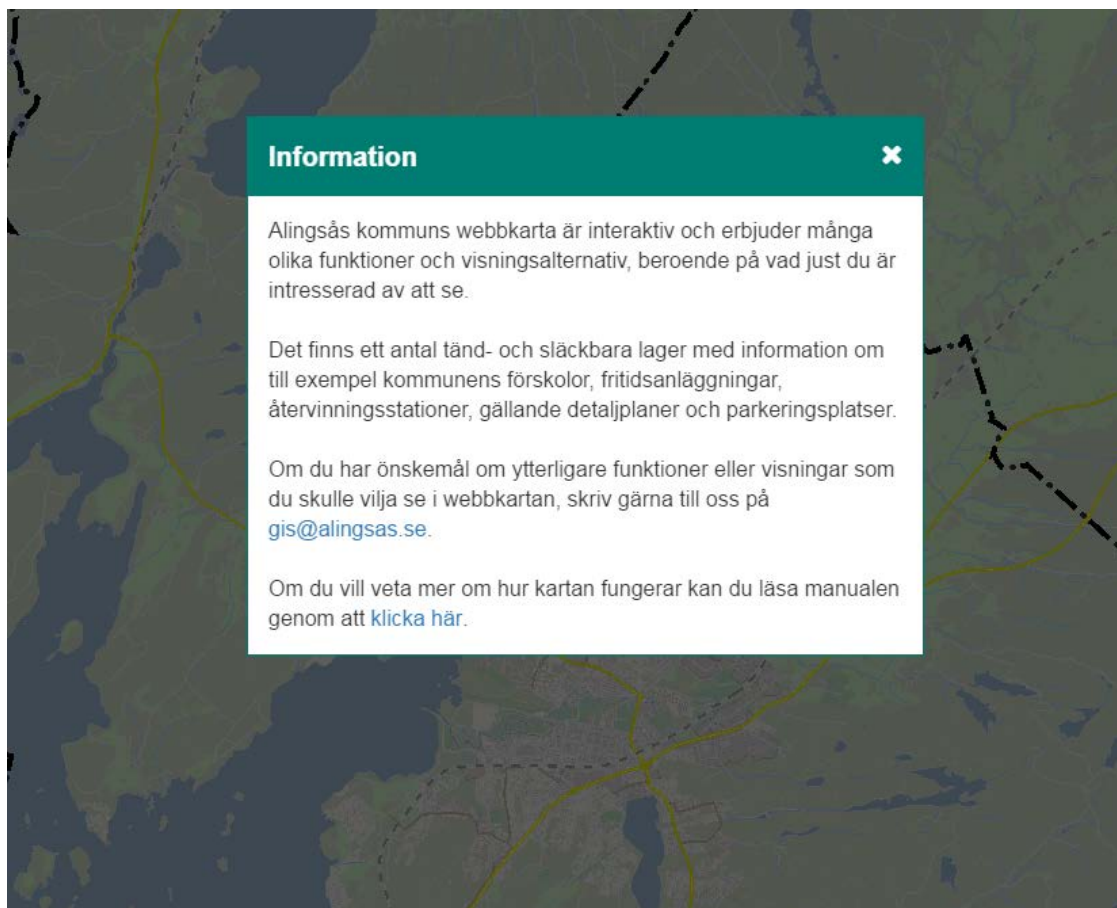 Information
Alingsås kommuns webbkarta är interaktiv och erbjuder många
olika funktioner och visningsalternativ, beroende på vad just du är
intresserad av att se.
Det finns ett antal tänd- och släckbara lager med information om
till exempel kommunens förskolor, fritidsanläggningar,
återvinningsstationer, gällande detaljplaner och parkeringsplatser.
Om du har önskemål om ytterligare funktioner eller visningar som
du skulle vilja se i webbkartan, skriv gärna till oss på
gis@alingsas.se.
Om du vill veta mer om hur kartan fungerar kan du läsa manualen
genom att klicka här.